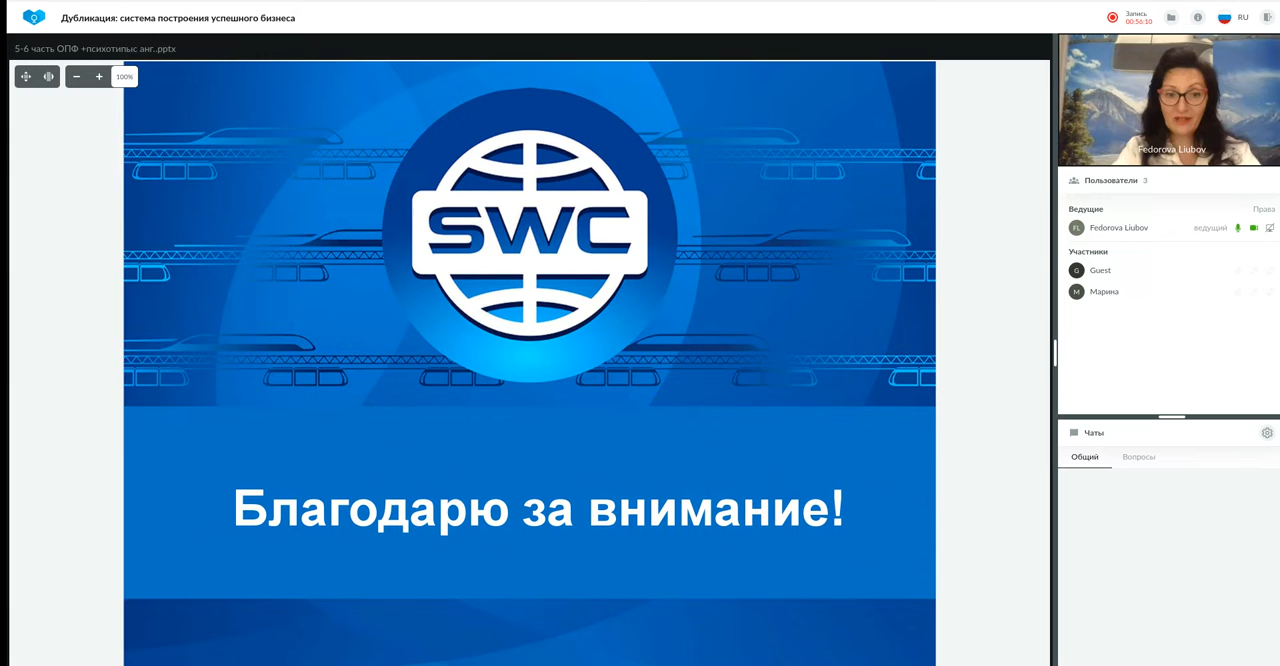 Дубликация: система построения успешного бизнеса
Запись
00:56:10
RU
5-6 часть ОПФ +психотипыс анг..pptx
100%
SWC
Благодарю за внимание!
Fedorova Liubov
Пользователи 3
Ведущие Права
FL Fedorova Liubov ведущий
Участники
G Guest
М Марина
Чаты
Общий Вопросы